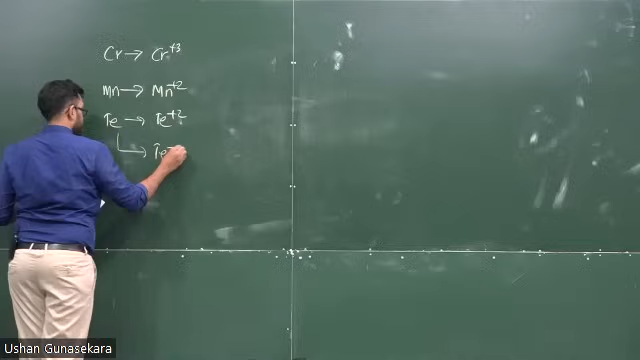 Cr → Cr+3
Mn → Mn+2
Fe → Fe+2
→ Fe
Ushan Gunasekara